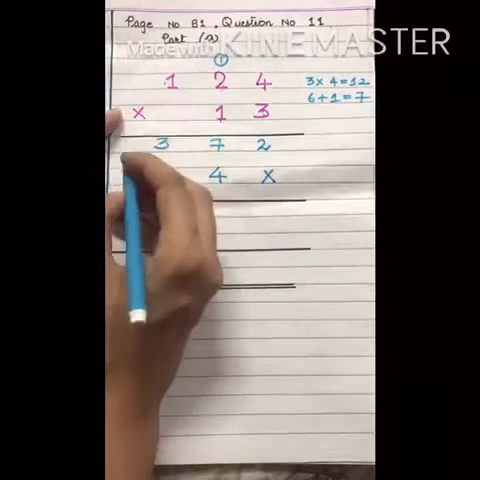 Page No 81. Question No 11.
Part (a)
Made with KINEMASTER
1
1 2 4
3 x 4 = 12
6 + 1 = 7
x 1 3
3 7 2
4 x